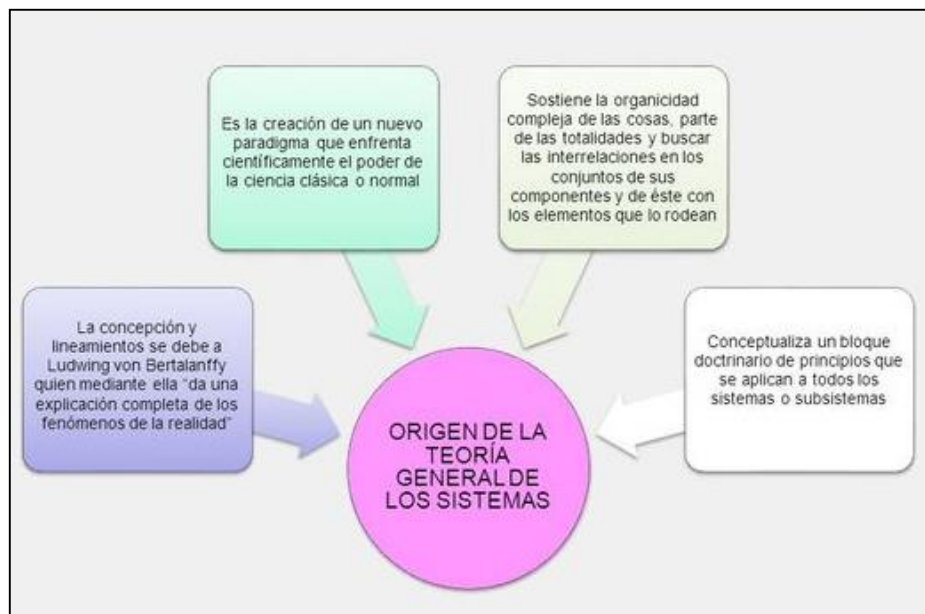 Es la creación de un nuevo
paradigma que enfrenta
científicamente el poder de
la ciencia clásica o normal
Sostiene la organicidad
compleja de las cosas, parte
de las totalidades y buscar
las interrelaciones en los
conjuntos de sus
componentes y de éste con
los elementos que lo rodean
La concepción y
lineamientos se debe a
Ludwing von Bertalanffy
quien mediante ella "da una
explicación completa de los
fenómenos de la realidad"
Conceptualiza un bloque
doctrinario de principios que
se aplican a todos los
sistemas o subsistemas
ORIGEN DE LA
TEORÍA
GENERAL DE
LOS SISTEMAS